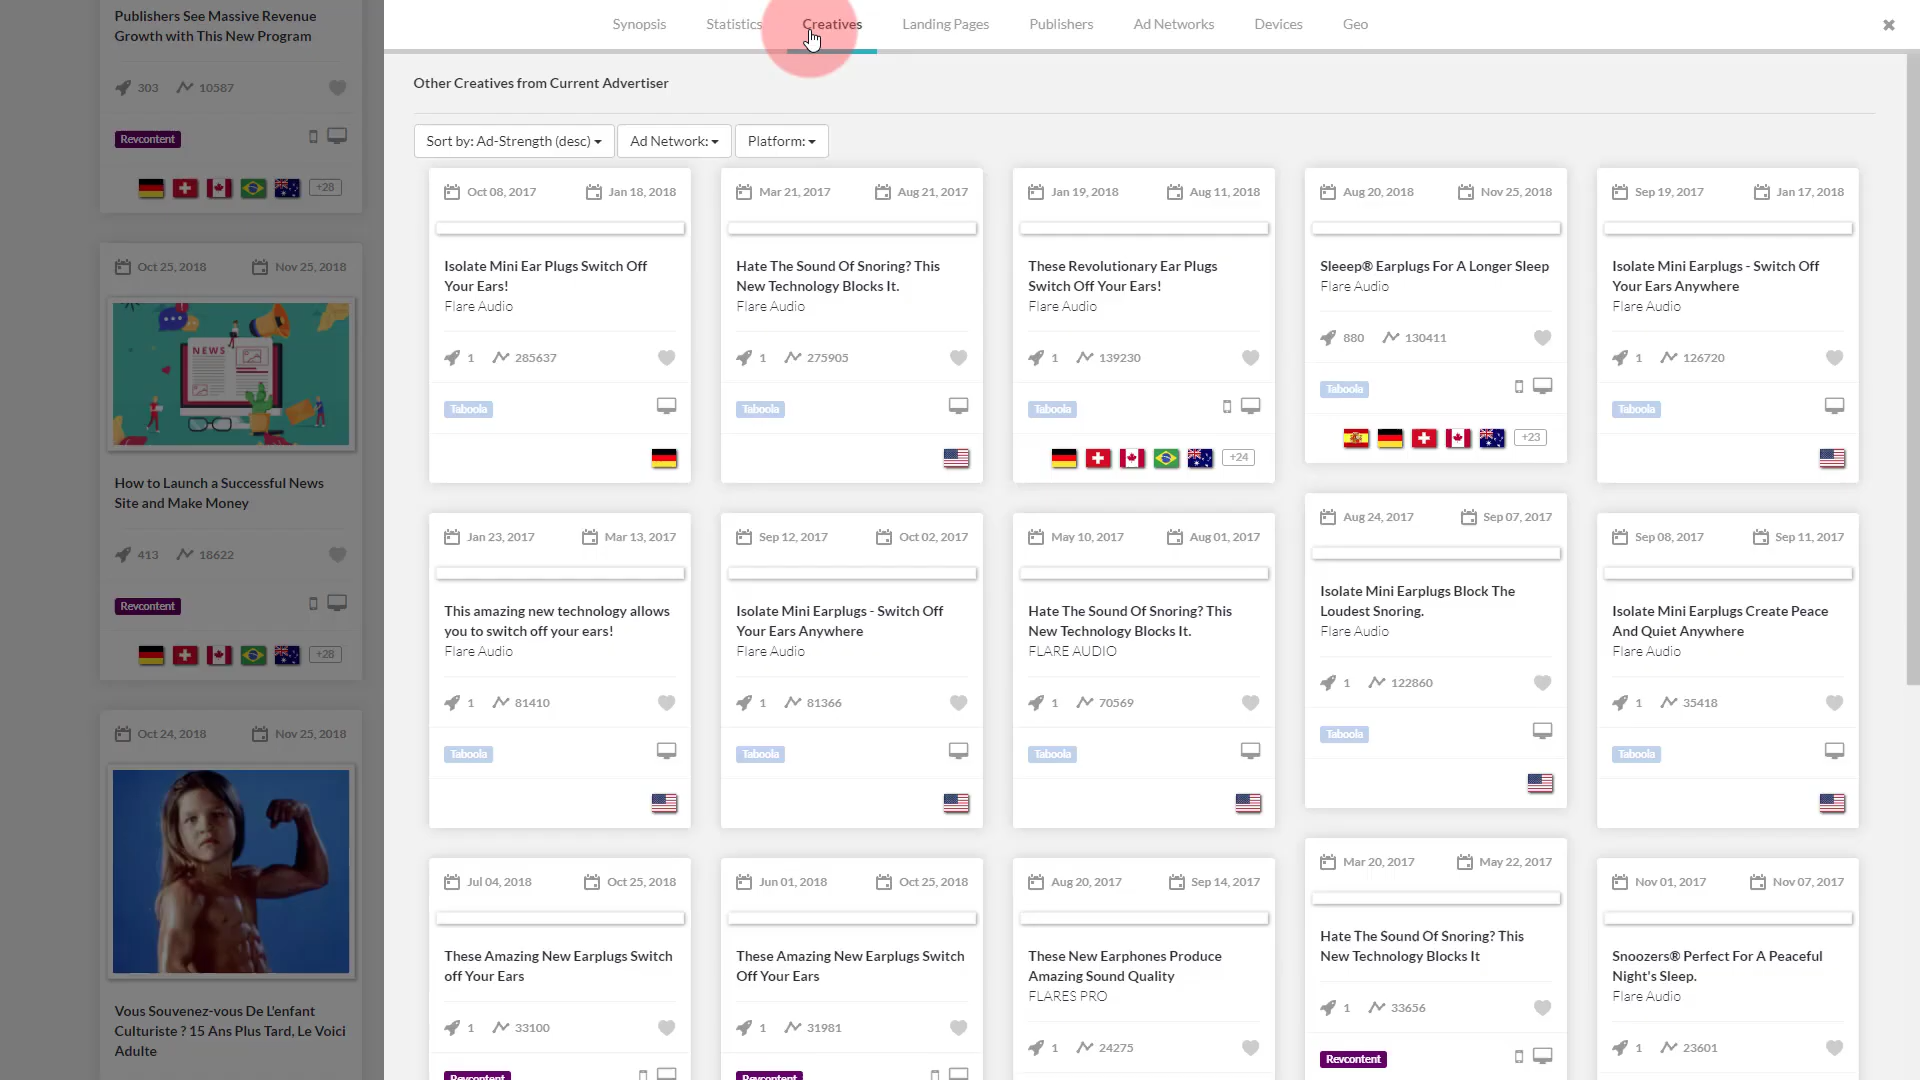 Publishers See Massive Revenue
Growth with This New Program
303 10587
Revcontent
+28
Oct 25, 2018 Nov 25, 2018
NEWS
How to Launch a Successful News
Site and Make Money
413 18622
Revcontent
+28
Oct 24, 2018 Nov 25, 2018
Vous Souvenez-vous De L'enfant
Culturiste ? 15 Ans Plus Tard, Le Voici
Adulte
Synopsis Statistics Creatives Landing Pages Publishers Ad Networks Devices Geo
Other Creatives from Current Advertiser
Sort by: Ad-Strength (desc) Ad Network: Platform:
Oct 08, 2017 Jan 18, 2018
Isolate Mini Ear Plugs Switch Off
Your Ears!
Flare Audio
1 285637
Taboola
Mar 21, 2017 Aug 21, 2017
Hate The Sound Of Snoring? This
New Technology Blocks It.
Flare Audio
1 275905
Taboola
Jan 19, 2018 Aug 11, 2018
These Revolutionary Ear Plugs
Switch Off Your Ears!
Flare Audio
1 139230
Taboola
+24
Aug 20, 2018 Nov 25, 2018
Sleeep® Earplugs For A Longer Sleep
Flare Audio
880 130411
Taboola
+23
Sep 19, 2017 Jan 17, 2018
Isolate Mini Earplugs - Switch Off
Your Ears Anywhere
Flare Audio
1 126720
Taboola
Jan 23, 2017 Mar 13, 2017
This amazing new technology allows
you to switch off your ears!
Flare Audio
1 81410
Taboola
Sep 12, 2017 Oct 02, 2017
Isolate Mini Earplugs - Switch Off
Your Ears Anywhere
Flare Audio
1 81366
Taboola
May 10, 2017 Aug 01, 2017
Hate The Sound Of Snoring? This
New Technology Blocks It.
FLARE AUDIO
1 70569
Taboola
Aug 24, 2017 Sep 07, 2017
Isolate Mini Earplugs Block The
Loudest Snoring.
Flare Audio
1 122860
Taboola
Sep 08, 2017 Sep 11, 2017
Isolate Mini Earplugs Create Peace
And Quiet Anywhere
Flare Audio
1 35418
Taboola
Jul 04, 2018 Oct 25, 2018
These Amazing New Earplugs Switch
off Your Ears
1 33100
Revcontent
Jun 01, 2018 Oct 25, 2018
These Amazing New Earplugs Switch
Off Your Ears
1 31981
Revcontent
Aug 20, 2017 Sep 14, 2017
These New Earphones Produce
Amazing Sound Quality
FLARES PRO
1 24275
Mar 20, 2017 May 22, 2017
Hate The Sound Of Snoring? This
New Technology Blocks It
1 33656
Revcontent
Nov 01, 2017 Nov 07, 2017
Snoozers® Perfect For A Peaceful
Night's Sleep.
Flare Audio
1 23601